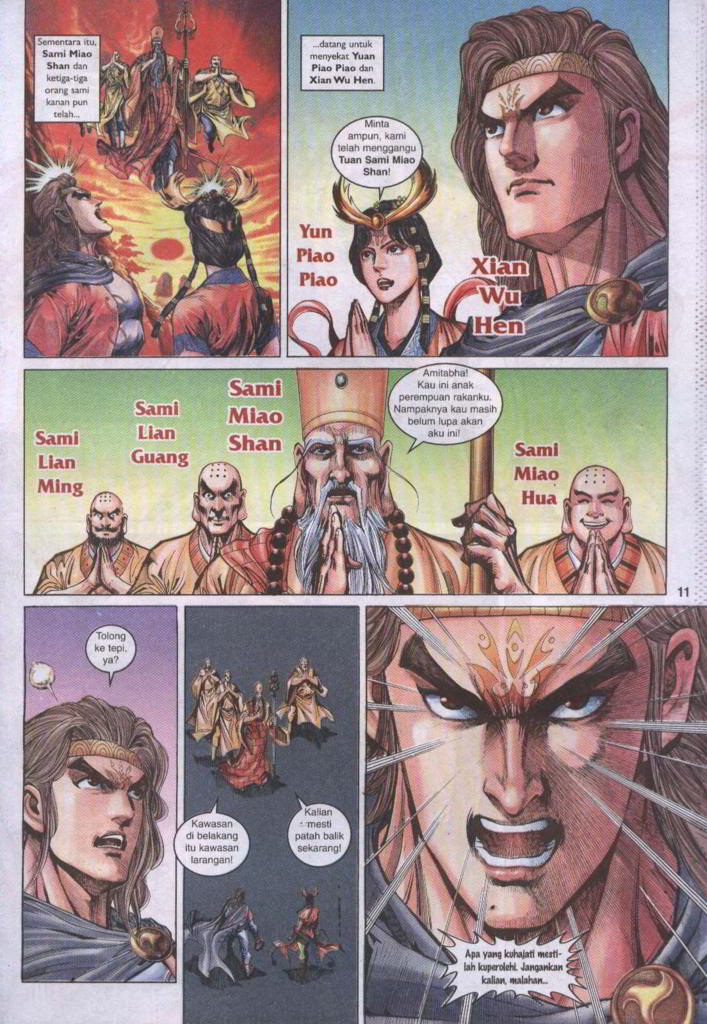 Sementara itu,
Sami Miao
Shan dan
ketiga-tiga
orang sami
kanan pun
telah...
...datang untuk
menyekat Yuan
Piao Piao dan
Xian Wu Hen.
Minta
ampun, kami
telah menggangu
Tuan Sami Miao
Shan!
Yun
Piao
Piao
Xian
Wu
Hen
Sami
Lian
Ming
Sami
Lian
Guang
Sami
Miao
Shan
Amitabha!
Kau ini anak
perempuan rakanku.
Nampaknya kau masih
belum lupa akan
aku ini!
Sami
Miao
Hua
11
Tolong
ke tepi,
ya?
Kawasan
di belakang
itu kawasan
larangan!
Kalian
mesti
patah balik
sekarang!
Apa yang kuhajati mesti-
lah kuperolehi. Jangankan
kalian, malahan...